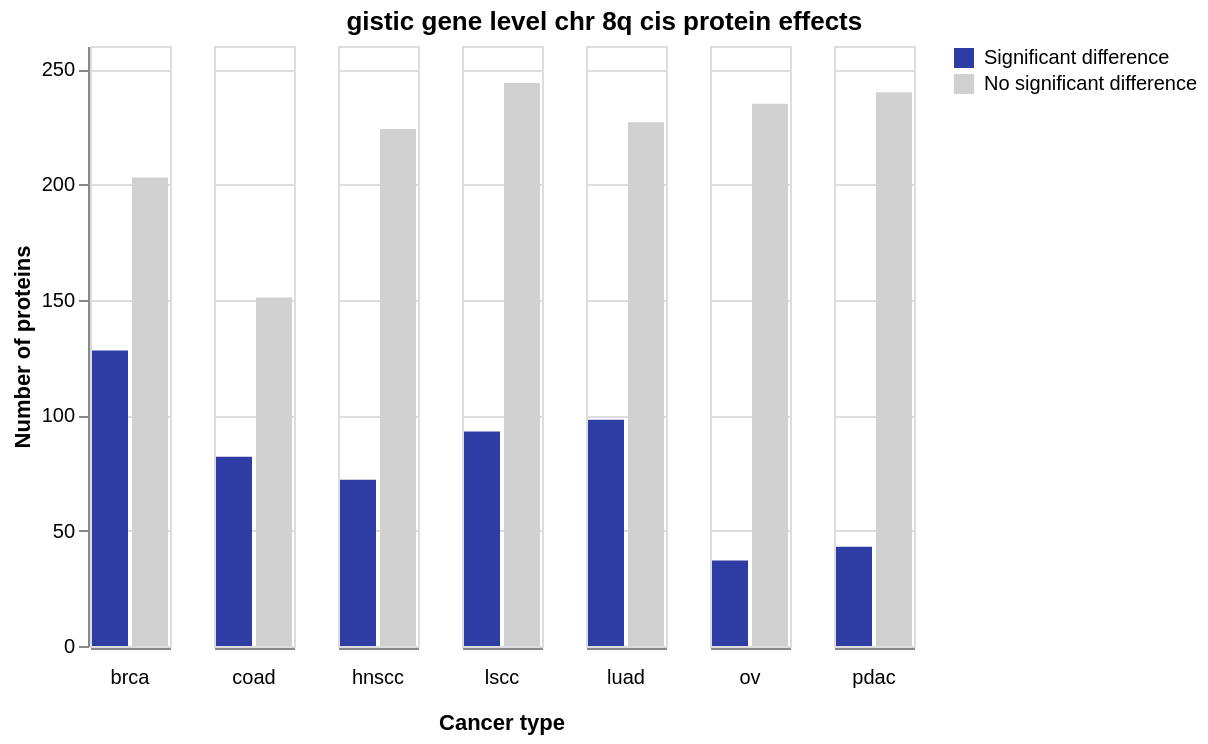 gistic gene level chr 8q cis protein effects
Significant difference
No significant difference
Number of proteins
250
200
150
100
50
0
brca coad hnscc lscc luad ov pdac
Cancer type